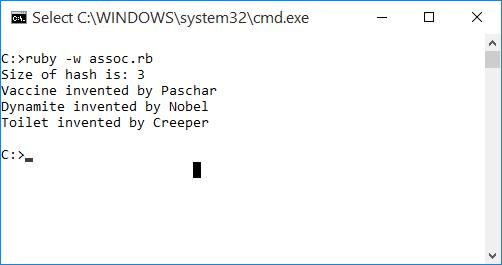 Select C:\WINDOWS\system32\cmd.exe
C:>ruby -w assoc.rb
Size of hash is: 3
Vaccine invented by Paschar
Dynamite invented by Nobel
Toilet invented by Creeper
C:>